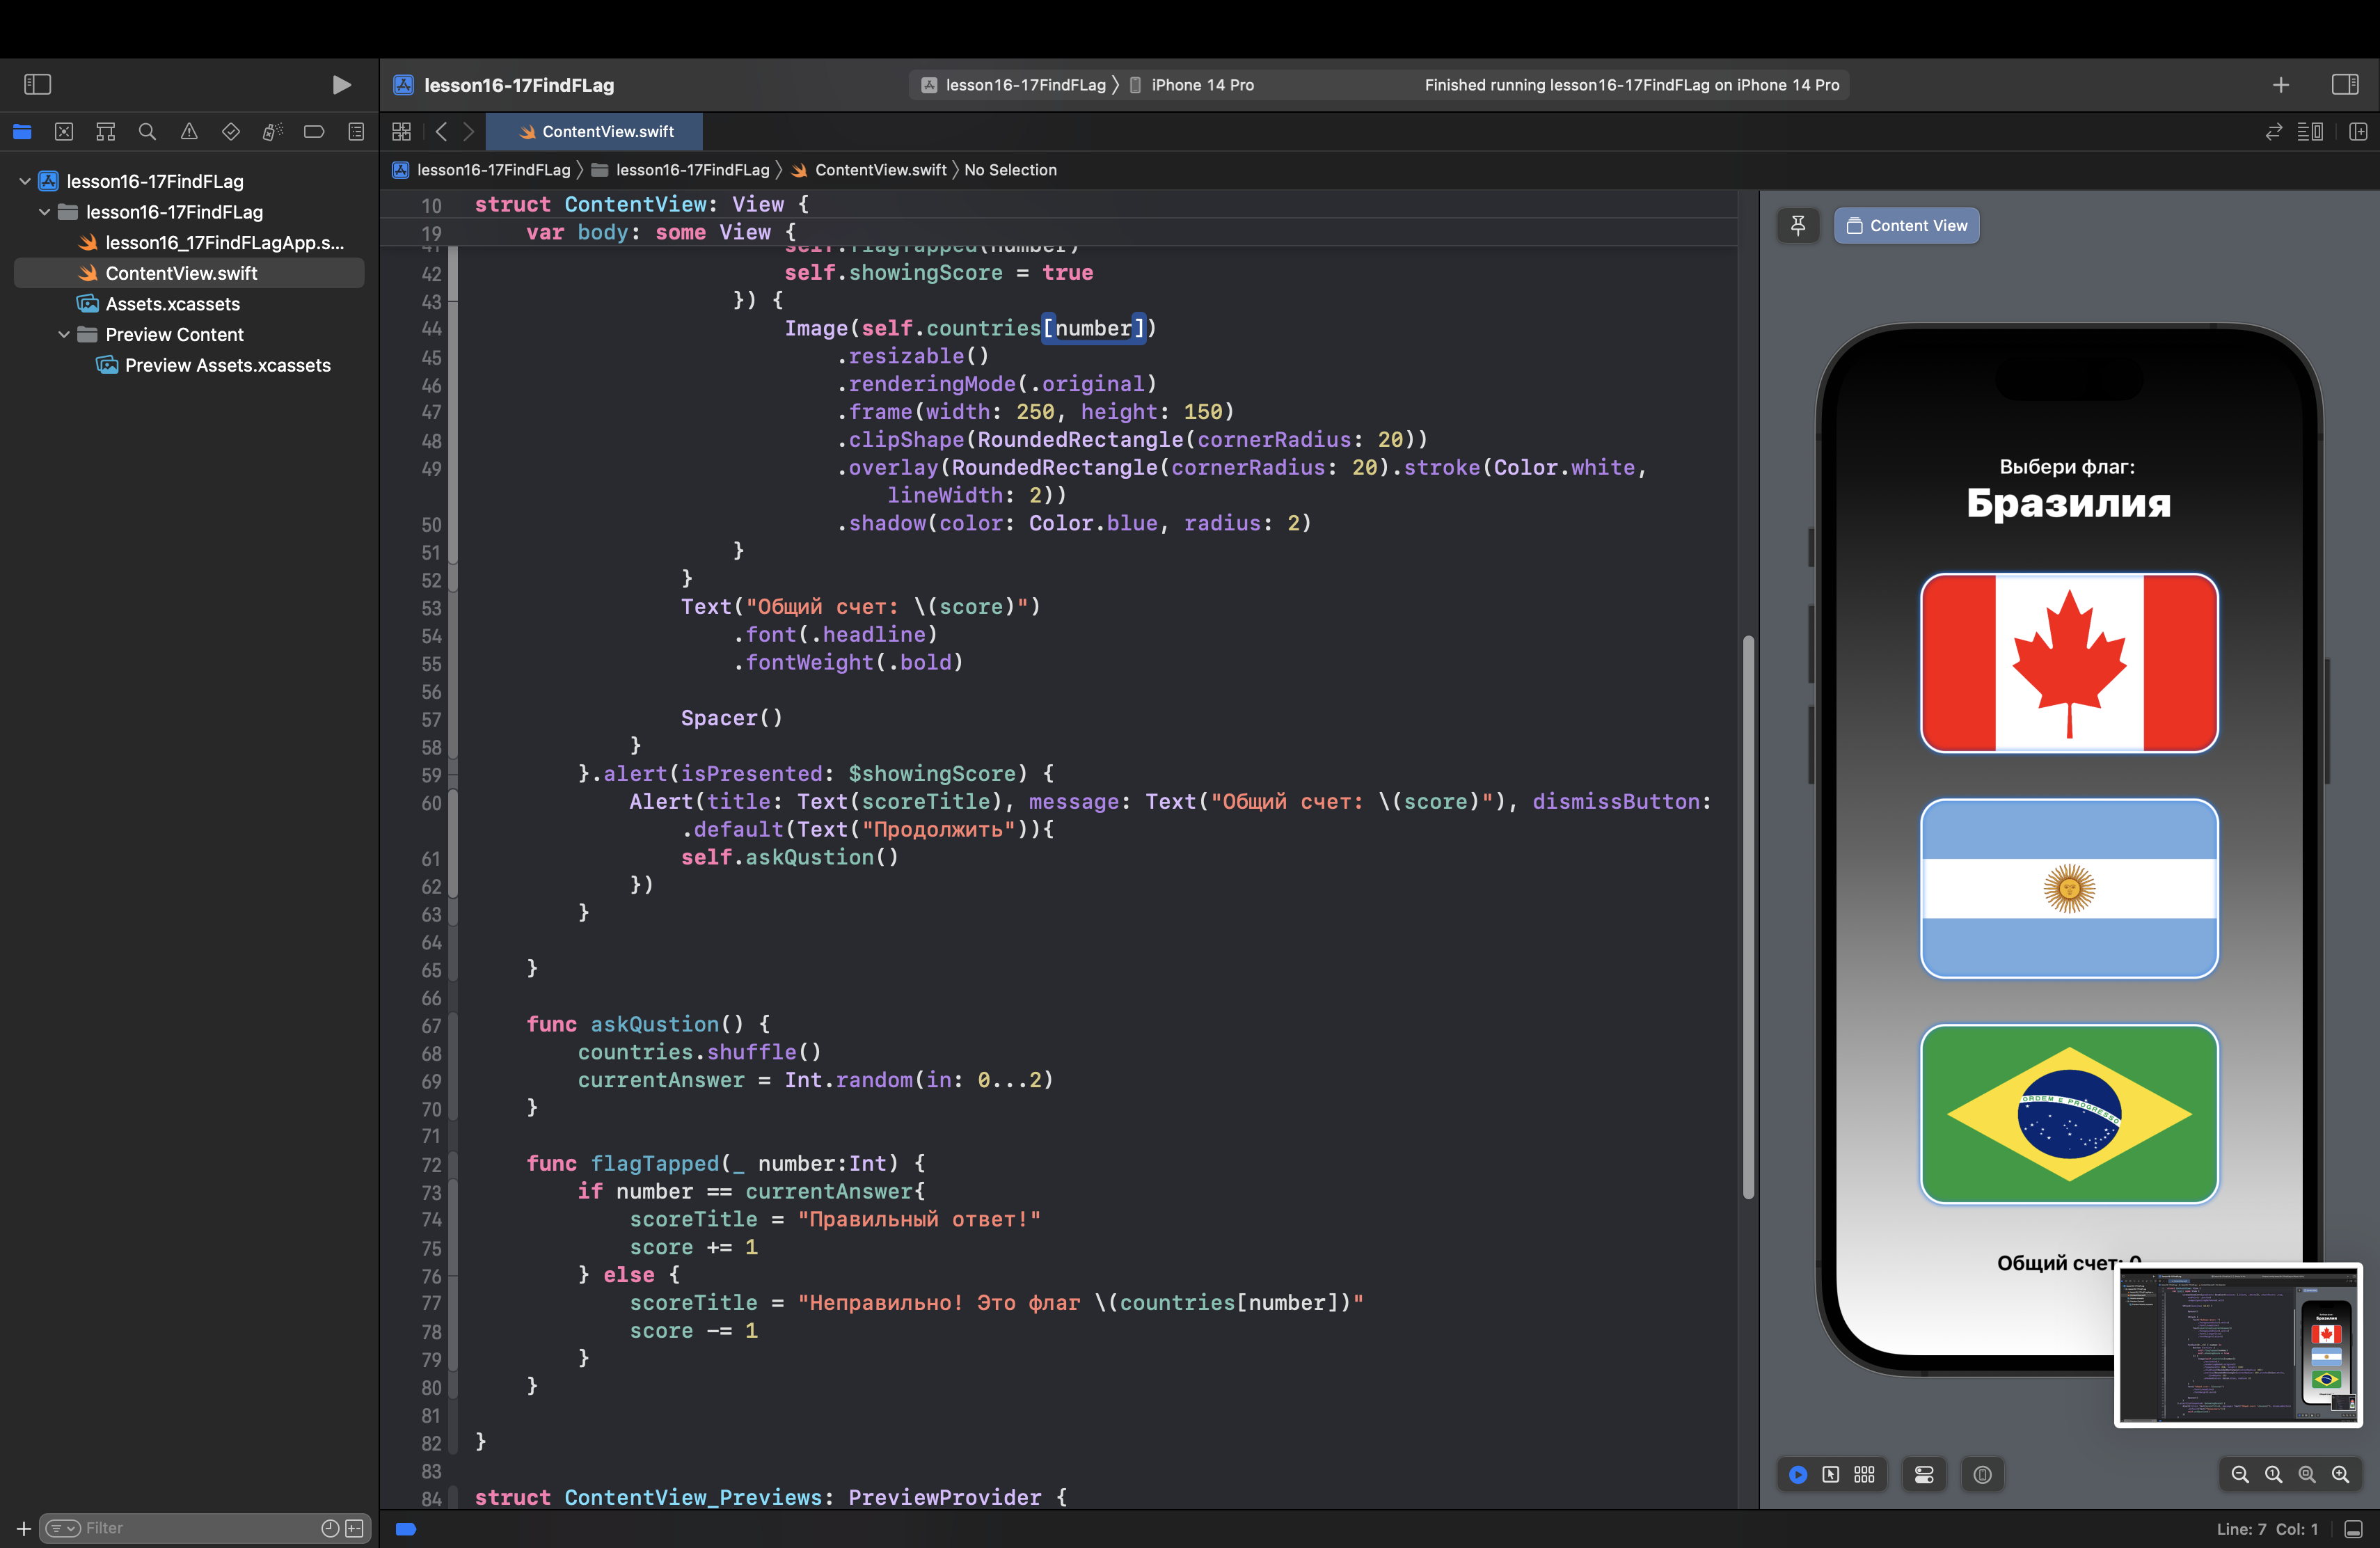 lesson16-17FindFLag
lesson16-17FindFLag
iPhone 14 Pro
Finished running lesson16-17FindFLag on iPhone 14 Pro
ContentView.swift
lesson16-17FindFLag
lesson16-17FindFLag
ContentView.swift
No Selection
lesson16-17FindFLag
lesson16-17FindFLag
lesson16_17FindFLagApp.s...
ContentView.swift
Assets.xcassets
Preview Content
Preview Assets.xcassets
10 struct ContentView: View {
19 var body: some View {
41 self.flagTapped(number)
42 self.showingScore = true
43 }) {
44 Image(self.countries[number])
45 .resizable()
46 .renderingMode(.original)
47 .frame(width: 250, height: 150)
48 .clipShape(RoundedRectangle(cornerRadius: 20))
49 .overlay(RoundedRectangle(cornerRadius: 20).stroke(Color.white,
lineWidth: 2))
50 .shadow(color: Color.blue, radius: 2)
51 }
52 }
53 Text("Общий счет: \(score)")
54 .font(.headline)
55 .fontWeight(.bold)
56
57 Spacer()
58 }
59 }.alert(isPresented: $showingScore) {
60 Alert(title: Text(scoreTitle), message: Text("Общий счет: \(score)"), dismissButton:
.default(Text("Продолжить")){
61 self.askQustion()
62 })
63 }
64
65 }
66
67 func askQustion() {
68 countries.shuffle()
69 currentAnswer = Int.random(in: 0...2)
70 }
71
72 func flagTapped(_ number:Int) {
73 if number == currentAnswer{
74 scoreTitle = "Правильный ответ!"
75 score += 1
76 } else {
77 scoreTitle = "Неправильно! Это флаг \(countries[number])"
78 score -= 1
79 }
80 }
81
82 }
83
84 struct ContentView_Previews: PreviewProvider {
Content View
Выбери флаг:
Бразилия
ORDEM E PROGRESSO
Общий счет: 0
Filter
Line: 7 Col: 1